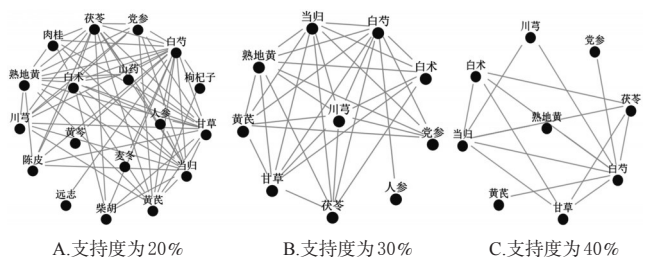 茯苓
党参
肉桂
白芍
熟地黄
白术
山药
枸杞子
川芎
人参
甘草
黄芩
陈皮
麦冬
当归
远志
柴胡
黄芪
A.支持度为20%
当归
白芍
熟地黄
白术
黄芪
川芎
党参
甘草
人参
茯苓
B.支持度为30%
川芎
党参
白术
茯苓
熟地黄
当归
白芍
黄芪
甘草
C.支持度为40%